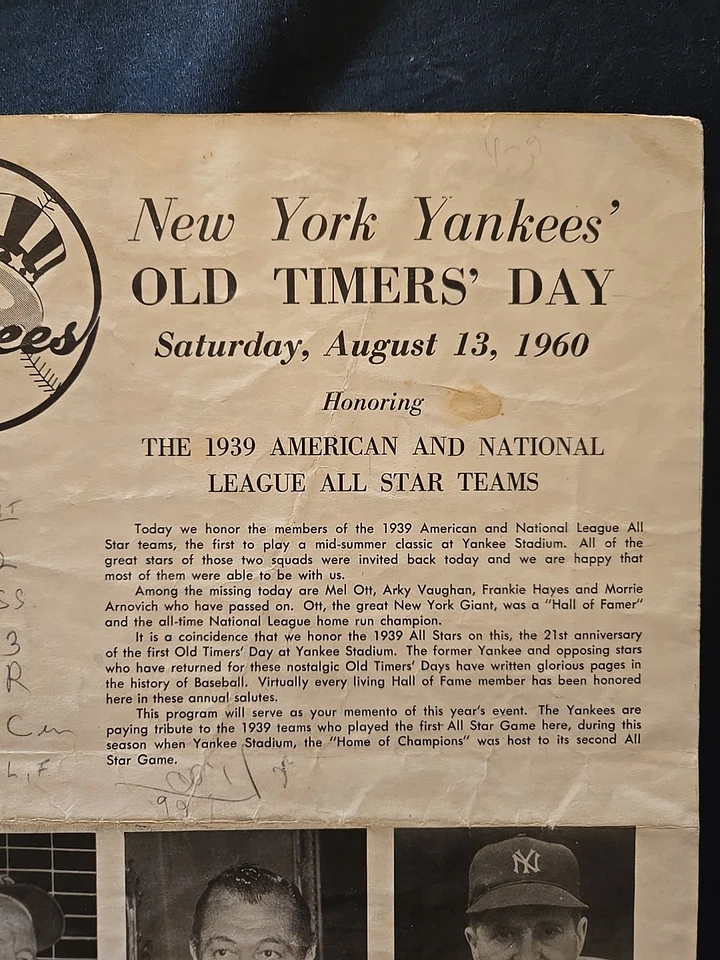 New York Yankees'
OLD TIMERS' DAY
Saturday, August 13, 1960
Honoring
THE 1939 AMERICAN AND NATIONAL
LEAGUE ALL STAR TEAMS
ees
Today we honor the members of the 1939 American and National League All
Star teams, the first to play a mid-summer classic at Yankee Stadium. All of the
great stars of those two squads were invited back today and we are happy that
most of them were able to be with us.
Among the missing today are Mel Ott, Arky Vaughan, Frankie Hayes and Morrie
Arnovich who have passed on. Ott, the great New York Giant, was a "Hall of Famer"
and the all-time National League home run champion.
It is a coincidence that we honor the 1939 All Stars on this, the 21st anniversary
of the first Old Timers' Day at Yankee Stadium. The former Yankee and opposing stars
who have returned for these nostalgic Old Timers' Days have written glorious pages in
the history of Baseball. Virtually every living Hall of Fame member has been honored
here in these annual salutes.
This program will serve as your memento of this year's event. The Yankees are
paying tribute to the 1939 teams who played the first All Star Game here, during this
season when Yankee Stadium, the "Home of Champions" was host to its second All
Star Game.
SS
3
R
L,F
NY